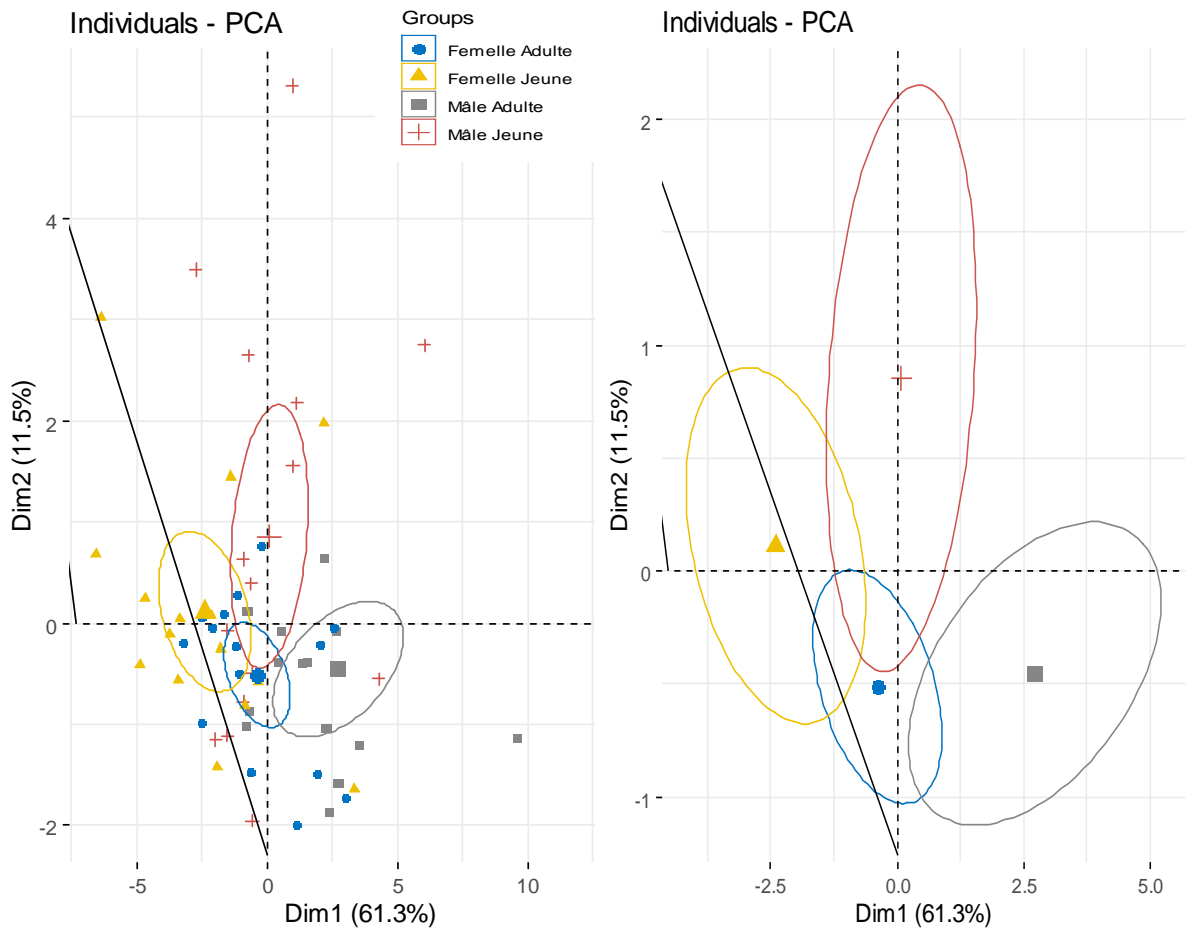 Individuals - PCA
Groups
Femelle Adulte
Femelle Jeune
Mâle Adulte
Mâle Jeune
Dim2 (11.5%)
4
2
0
-2
-5
0
5
10
Dim1 (61.3%)
Individuals - PCA
Dim2 (11.5%)
2
1
0
-1
-2.5
0.0
2.5
5.0
Dim1 (61.3%)